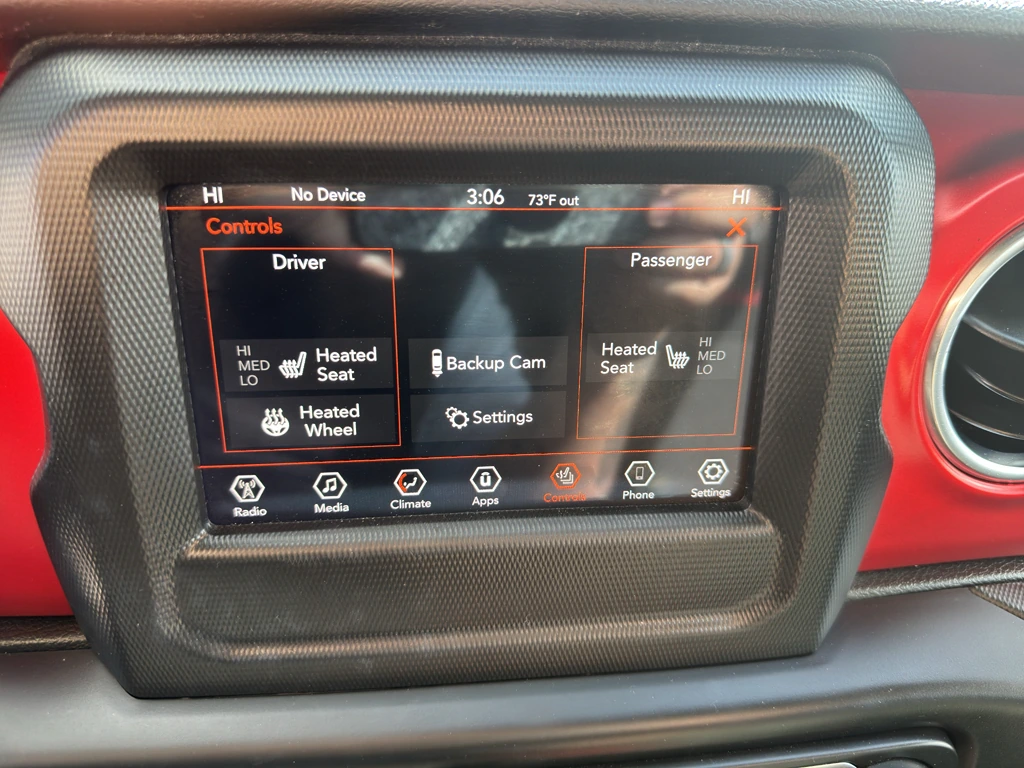 HI No Device 3:06 73°F out HI
Controls
Driver
Passenger
HI
MED
LO
Heated
Seat
Backup Cam
Heated
Seat
HI
MED
LO
Heated
Wheel
Settings
Radio Media Climate Apps Controls Phone Settings